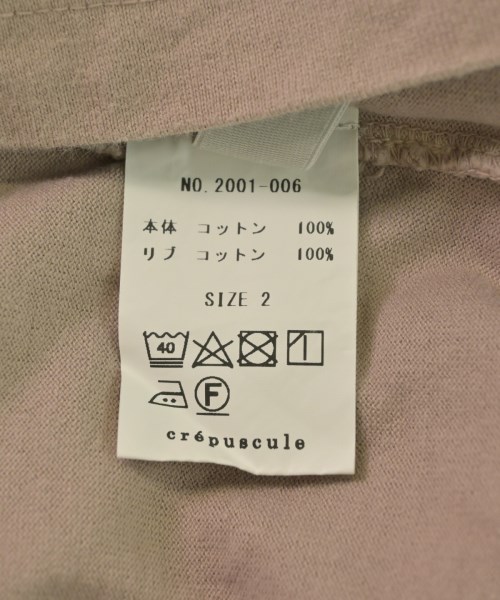 NO. 2001-006
本体 コットン 100%
リブ コットン 100%
SIZE 2
40
F
crépuscule